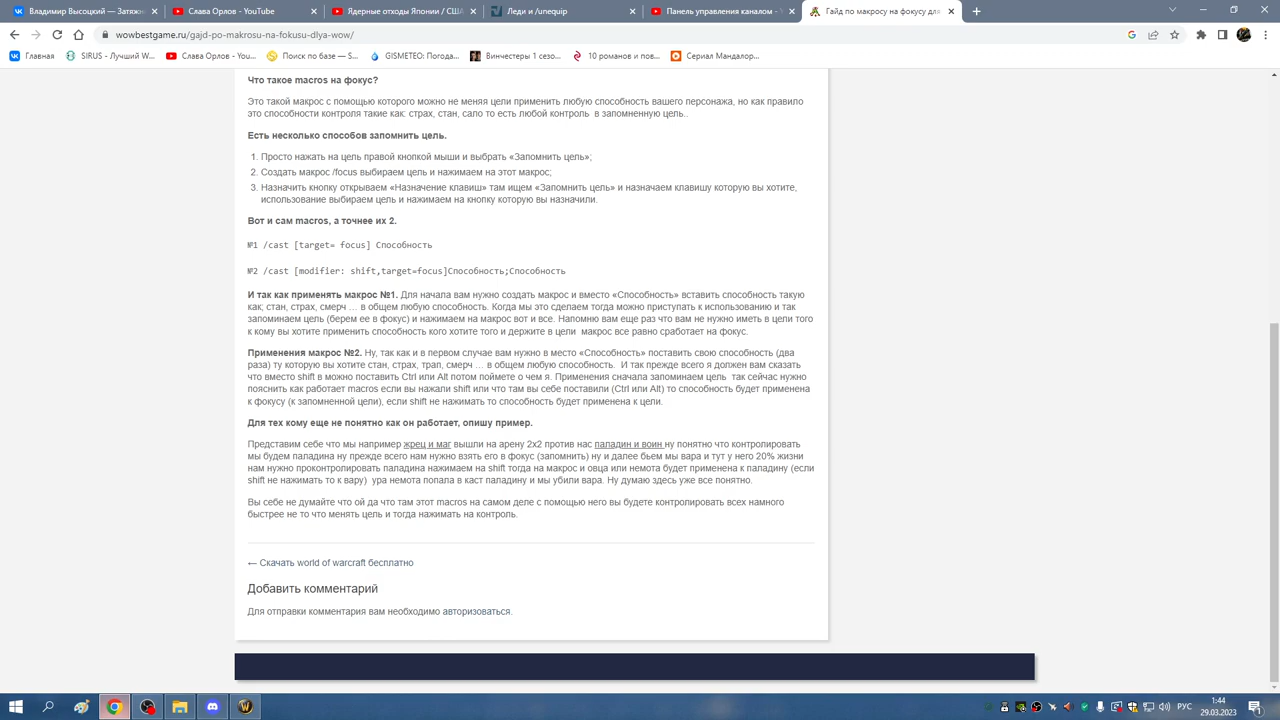 Владимир Высоцкий — Затяжн
Слава Орлов - YouTube
Ядерные грибочки / США
Леди и /unequip
Панель управления каналом -
Гайд по макросу на фокусу для
wowbestgame.ru/gajd-po-makrosu-na-fokusu-dlya-wow/
Главная
SIRUS - Лучший W...
Слава Орлов - You...
Поиск по базе — S...
GISMETEO: Погода...
Винчестеры 1 сезо...
10 романов и пов...
Сериал Мандалор...
Что такое macros на фокус?
Это такой макрос с помощью которого можно не меняя цели применить любую способность вашего персонажа, но как правило
это способности контроля такие как: страх, стан, сало то есть любой контроль в запомненную цель..
Есть несколько способов запомнить цель.
1. Просто нажать на цель правой кнопкой мыши и выбрать «Запомнить цель»;
2. Создать макрос /focus выбираем цель и нажимаем на этот макрос;
3. Назначить кнопку открываем «Назначение клавиш» там ищем «Запомнить цель» и назначаем клавишу которую вы хотите,
использование выбираем цель и нажимаем на кнопку которую вы назначили.
Вот и сам macros, а точнее их 2.
№1 /cast [target= focus] Способность
№2 /cast [modifier: shift,target=focus]Способность;Способность
И так как применять макрос №1. Для начала вам нужно создать макрос и вместо «Способность» вставить способность такую
как; стан, страх, смерч … в общем любую способность. Когда мы это сделаем тогда можно приступать к использованию и так
запоминаем цель (берем ее в фокус) и нажимаем на макрос вот и все. Напомню вам еще раз что вам не нужно иметь в цели того
к кому вы хотите применить способность кого хотите того и держите в цели макрос все равно сработает на фокус.
Применения макрос №2. Ну, так как и в первом случае вам нужно в место «Способность» поставить свою способность (два
раза) ту которую вы хотите стан, страх, трап, смерч … в общем любую способность. И так прежде всего я должен вам сказать
что вместо shift в можно поставить Ctrl или Alt потом поймете о чем я. Применения сначала запоминаем цель так сейчас нужно
пояснить как работает macros если вы нажали shift или что там вы себе поставили (Ctrl или Alt) то способность будет применена
к фокусу (к запомненной цели), если shift не нажимать то способность будет применена к цели.
Для тех кому еще не понятно как он работает, опишу пример.
Представим себе что мы например жрец и маг вышли на арену 2х2 против нас паладин и воин ну понятно что контролировать
мы будем паладина ну прежде всего нам нужно взять его в фокус (запомнить) ну и далее бьем мы вара и тут у него 20% жизни
нам нужно проконтролировать паладина нажимаем на shift тогда на макрос и овца или немота будет применена к паладину (если
shift не нажимать то к вару) ура немота попала в каст паладину и мы убили вара. Ну думаю здесь уже все понятно.
Вы себе не думайте что ой да что там этот macros на самом деле с помощью него вы будете контролировать всех намного
быстрее не то что менять цель и тогда нажимать на контроль.
← Скачать world of warcraft бесплатно
Добавить комментарий
Для отправки комментария вам необходимо авторизоваться.
РУС
1:44
29.03.2023